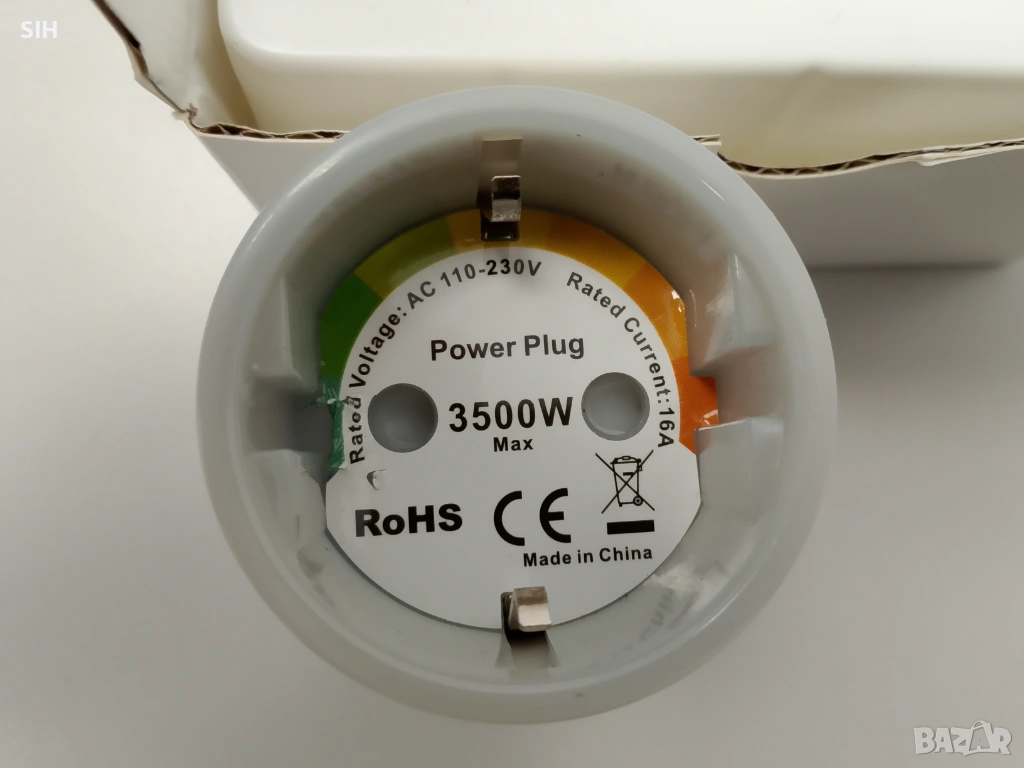 SIH
Rated Voltage: AC 110-230V
Rated Current:16A
Power Plug
3500W
Max
RoHS CE
Made in China
BAZAR